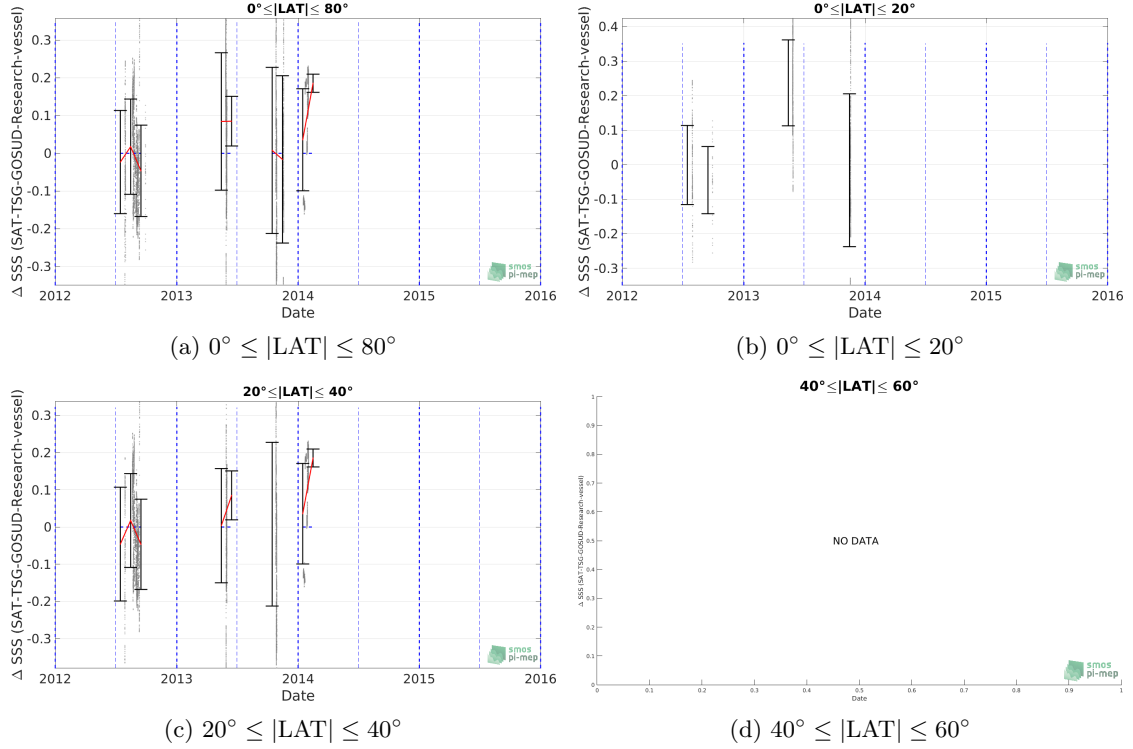 0°≤|LAT|≤ 80°
Δ SSS (SAT-TSG-GOSUD-Research-vessel)
0.3
0.2
0.1
0
-0.1
-0.2
-0.3
2012 2013 2014 2015 2016
Date
smos
pi-mep
(a) 0° ≤ |LAT| ≤ 80°
0°≤|LAT|≤ 20°
Δ SSS (SAT-TSG-GOSUD-Research-vessel)
0.4
0.3
0.2
0.1
0
-0.1
-0.2
-0.3
2012 2013 2014 2015 2016
Date
smos
pi-mep
(b) 0° ≤ |LAT| ≤ 20°
20°≤|LAT|≤ 40°
Δ SSS (SAT-TSG-GOSUD-Research-vessel)
0.3
0.2
0.1
0
-0.1
-0.2
-0.3
2012 2013 2014 2015 2016
Date
smos
pi-mep
(c) 20° ≤ |LAT| ≤ 40°
40°≤|LAT|≤ 60°
Δ SSS (SAT-TSG-GOSUD-Research-vessel)
1
0.9
0.8
0.7
0.6
0.5
0.4
0.3
0.2
0.1
0
NO DATA
0 0.1 0.2 0.3 0.4 0.5 0.6 0.7 0.8 0.9 1
Date
smos
pi-mep
(d) 40° ≤ |LAT| ≤ 60°